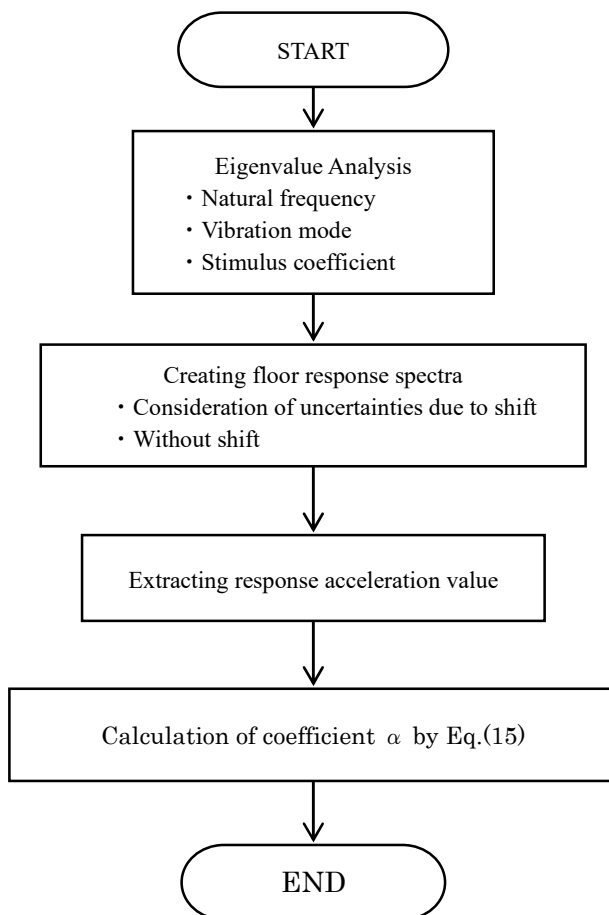 START
Eigenvalue Analysis
・Natural frequency
・Vibration mode
・Stimulus coefficient
Creating floor response spectra
・Consideration of uncertainties due to shift
・Without shift
Extracting response acceleration value
Calculation of coefficient α by Eq.(15)
END